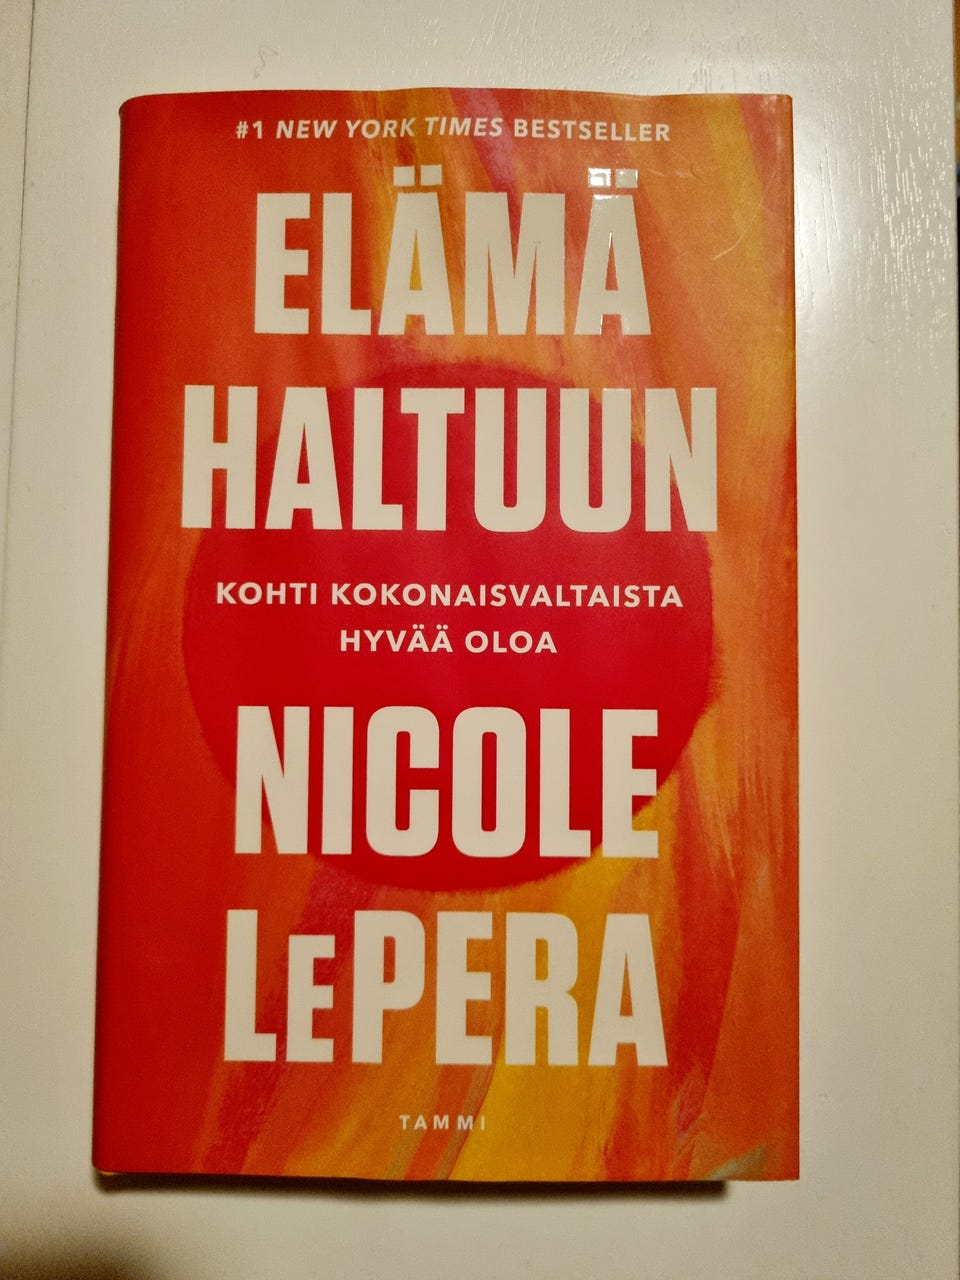 #1 NEW YORK TIMES BESTSELLER
ELÄMÄ
HALTUUN
KOHTI KOKONAISVALTAISTA
HYVÄÄ OLOA
NICOLE
LEPERA
TAMMI